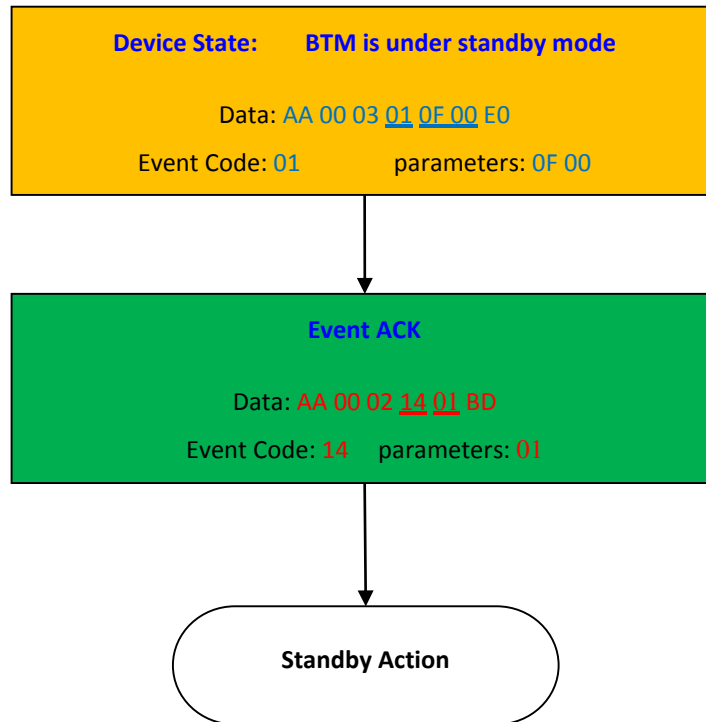 Device State: BTM is under standby mode
Data: AA 00 03 01 0F 00 E0
Event Code: 01 parameters: 0F 00
Event ACK
Data: AA 00 02 14 01 BD
Event Code: 14 parameters: 01
Standby Action